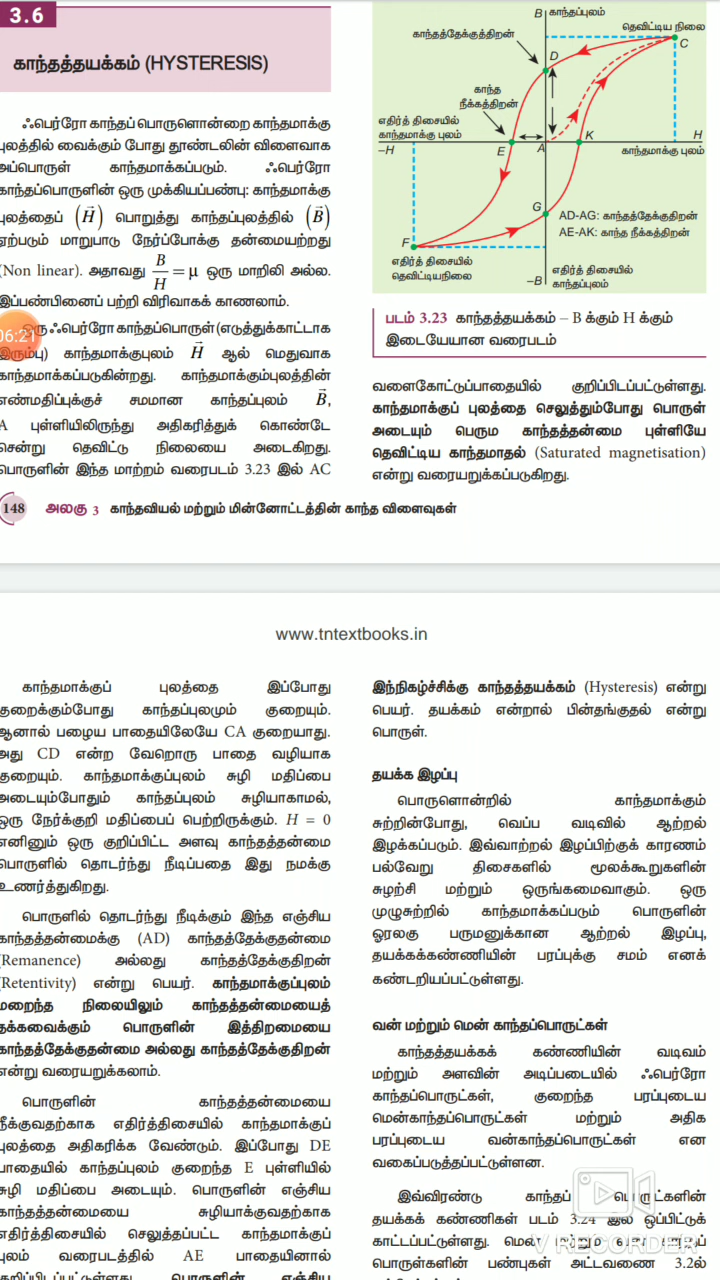 3.6
காந்தத்தயக்கம் (HYSTERESIS)
ஃபெர்ரோ காந்தப்பொருளொன்றை காந்தமாக்கு
புலத்தில் வைக்கும் போது தூண்டலின் விளைவாக
அப்பொருள் காந்தமாக்கப்படும். ஃபெர்ரோ
காந்தப்பொருளின் ஒரு முக்கியப்பண்பு: காந்தமாக்கு
புலத்தைப் (H⃗) பொறுத்து காந்தப்புலத்தில் (B⃗)
ஏற்படும் மாறுபாடு நேர்ப்போக்கு தன்மையற்றது
(Non linear). அதாவது B/H = μ ஒரு மாறிலி அல்ல.
இப்பண்பினைப் பற்றி விரிவாகக் காணலாம்.
ஒரு ஃபெர்ரோ காந்தப்பொருள் (எடுத்துக்காட்டாக
06:21
இரும்பு) காந்தமாக்குபுலம் H⃗ ஆல் மெதுவாக
காந்தமாக்கப்படுகின்றது. காந்தமாக்கும்புலத்தின்
எண்மதிப்புக்குச் சமமான காந்தப்புலம் B⃗,
A புள்ளியிலிருந்து அதிகரித்துக் கொண்டே
சென்று தெவிட்டு நிலையை அடைகிறது.
பொருளின் இந்த மாற்றம் வரைபடம் 3.23 இல் AC
B காந்தப்புலம்
தெவிட்டிய நிலை
காந்தத்தேக்குத்திறன்
C
D
காந்த
நீக்கத்திறன்
எதிர்த் திசையில்
காந்தமாக்கு புலம்
–H
E
A
K
H
காந்தமாக்கு புலம்
G
AD-AG: காந்தத்தேக்குதிறன்
AE-AK: காந்த நீக்கத்திறன்
F
எதிர்த் திசையில்
தெவிட்டியநிலை
–B
எதிர்த் திசையில்
காந்தப்புலம்
படம் 3.23 காந்தத்தயக்கம் – B க்கும் H க்கும்
இடையேயான வரைபடம்
வளைகோட்டுப்பாதையில் குறிப்பிடப்பட்டுள்ளது.
காந்தமாக்குப் புலத்தை செலுத்தும்போது பொருள்
அடையும் பெரும காந்தத்தன்மை புள்ளியே
தெவிட்டிய காந்தமாதல் (Saturated magnetisation)
என்று வரையறுக்கப்படுகிறது.
148 அலகு 3 காந்தவியல் மற்றும் மின்னோட்டத்தின் காந்த விளைவுகள்
www.tntextbooks.in
காந்தமாக்குப் புலத்தை இப்போது
குறைக்கும்போது காந்தப்புலமும் குறையும்.
ஆனால் பழைய பாதையிலேயே CA குறையாது.
அது CD என்ற வேறொரு பாதை வழியாக
குறையும். காந்தமாக்குப்புலம் சுழி மதிப்பை
அடையும்போதும் காந்தப்புலம் சுழியாகாமல்,
ஒரு நேர்க்குறி மதிப்பைப் பெற்றிருக்கும். H = 0
எனினும் ஒரு குறிப்பிட்ட அளவு காந்தத்தன்மை
பொருளில் தொடர்ந்து நீடிப்பதை இது நமக்கு
உணர்த்துகிறது.
பொருளில் தொடர்ந்து நீடிக்கும் இந்த எஞ்சிய
காந்தத்தன்மைக்கு (AD) காந்தத்தேக்குதன்மை
(Remanence) அல்லது காந்தத்தேக்குதிறன்
(Retentivity) என்று பெயர். காந்தமாக்குப்புலம்
மறைந்த நிலையிலும் காந்தத்தன்மையைத்
தக்கவைக்கும் பொருளின் இத்திறமையை
காந்தத்தேக்குதன்மை அல்லது காந்தத்தேக்குதிறன்
என்று வரையறுக்கலாம்.
பொருளின் காந்தத்தன்மையை
நீக்குவதற்காக எதிர்த்திசையில் காந்தமாக்குப்
புலத்தை அதிகரிக்க வேண்டும். இப்போது DE
பாதையில் காந்தப்புலம் குறைந்த E புள்ளியில்
சுழி மதிப்பை அடையும். பொருளின் எஞ்சிய
காந்தத்தன்மையை சுழியாக்குவதற்காக
எதிர்த்திசையில் செலுத்தப்பட்ட காந்தமாக்குப்
புலம் வரைபடத்தில் AE பாதையினால்
குறிப்பிடப்பட்டுள்ளது. பொருளின் எஞ்சிய
இந்நிகழ்ச்சிக்கு காந்தத்தயக்கம் (Hysteresis) என்று
பெயர். தயக்கம் என்றால் பின்தங்குதல் என்று
பொருள்.
தயக்க இழப்பு
பொருளொன்றில் காந்தமாக்கும்
சுற்றின்போது, வெப்ப வடிவில் ஆற்றல்
இழக்கப்படும். இவ்வாற்றல் இழப்பிற்குக் காரணம்
பல்வேறு திசைகளில் மூலக்கூறுகளின்
சுழற்சி மற்றும் ஒருங்கமைவாகும். ஒரு
முழுசுற்றில் காந்தமாக்கப்படும் பொருளின்
ஓரலகு பருமனுக்கான ஆற்றல் இழப்பு,
தயக்கக்கண்ணியின் பரப்புக்கு சமம் எனக்
கண்டறியப்பட்டுள்ளது.
வன் மற்றும் மென் காந்தப்பொருட்கள்
காந்தத்தயக்கக் கண்ணியின் வடிவம்
மற்றும் அளவின் அடிப்படையில் ஃபெர்ரோ
காந்தப்பொருட்கள், குறைந்த பரப்புடைய
மென்காந்தப்பொருட்கள் மற்றும் அதிக
பரப்புடைய வன்காந்தப்பொருட்கள் என
வகைப்படுத்தப்பட்டுள்ளன.
இவ்விரண்டு காந்தப் பொருட்களின்
தயக்கக் கண்ணிகள் படம் 3.24 இல் ஒப்பிட்டுக்
காட்டப்பட்டுள்ளது. மென் மற்றும் காந்தப்
பொருள்களின் பண்புகள் அட்டவணை 3.2ல்
V RECORDER